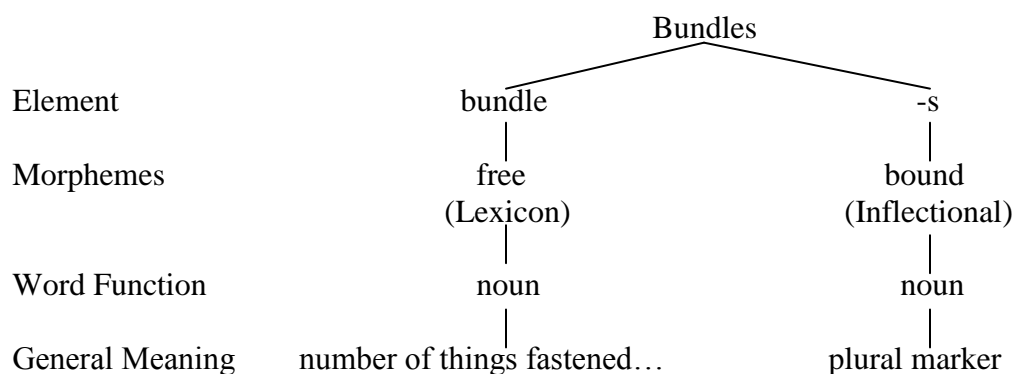 Bundles
Element bundle -s
Morphemes free bound
(Lexicon) (Inflectional)
Word Function noun noun
General Meaning number of things fastened… plural marker